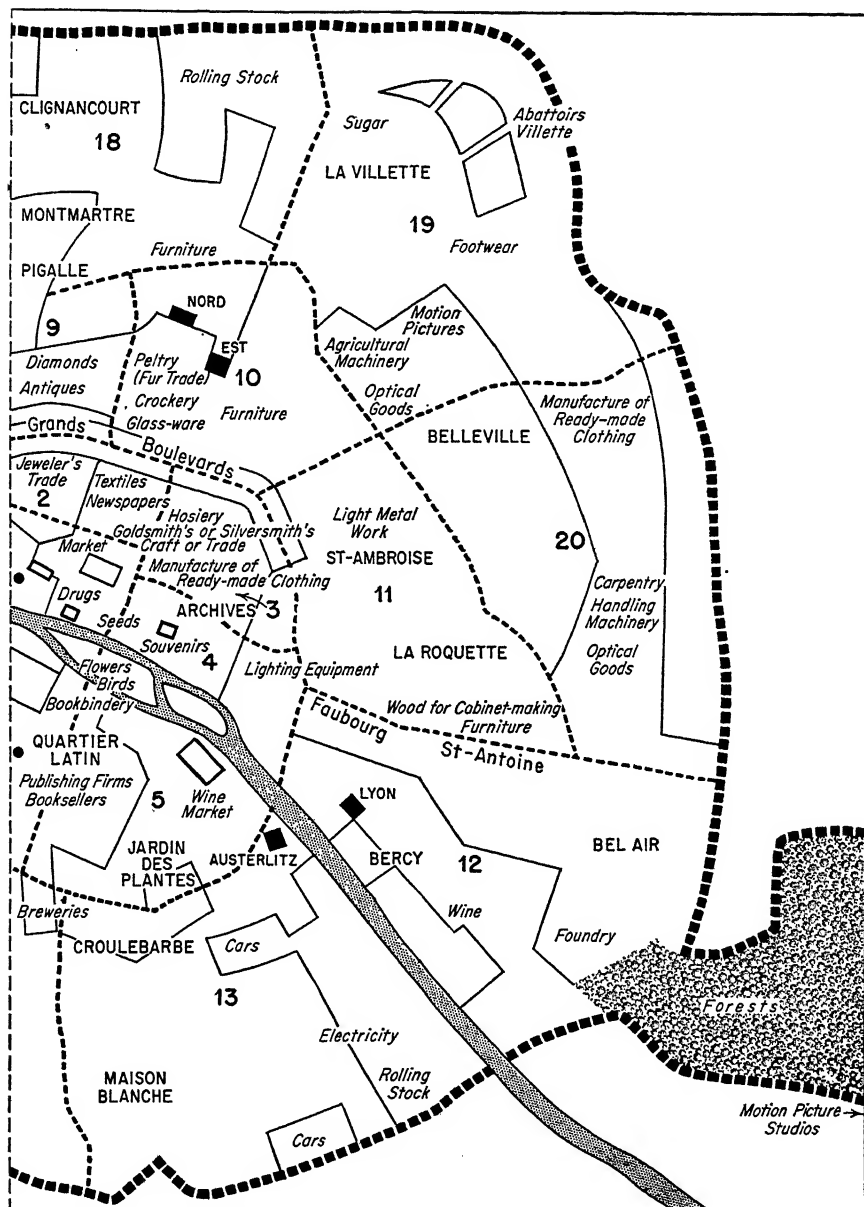 Rolling Stock
CLIGNANCOURT
18
Sugar
Abattoirs
Villette
LA VILLETTE
MONTMARTRE
19
Footwear
Furniture
PIGALLE
NORD
Motion
Pictures
9
EST
Agricultural
Machinery
Diamonds
Antiques
Peltry
(Fur Trade)
Crockery
Glass-ware
10
Furniture
Optical
Goods
Manufacture of
Ready-made
Clothing
BELLEVILLE
Grands
Boulevards
Jeweler's
Trade
2
Textiles
Newspapers
Hosiery
Goldsmith's or Silversmith's
Craft or Trade
Light Metal
Work
ST-AMBROISE
20
Market
Manufacture of
Ready-made Clothing
11
Carpentry
Handling
Machinery
Optical
Goods
Drugs
ARCHIVES
3
Seeds
Souvenirs
4
LA ROQUETTE
Lighting Equipment
Flowers
Birds
Bookbindery
Wood for Cabinet-making
Furniture
Faubourg
St-Antoine
QUARTIER
LATIN
Publishing Firms
Booksellers
5
Wine
Market
LYON
JARDIN
DES
PLANTES
AUSTERLITZ
BERCY
12
BEL AIR
Breweries
Wine
Foundry
CROULEBARBE
Cars
13
Forests
Electricity
Rolling
Stock
MAISON
BLANCHE
Cars
Motion Picture
Studios